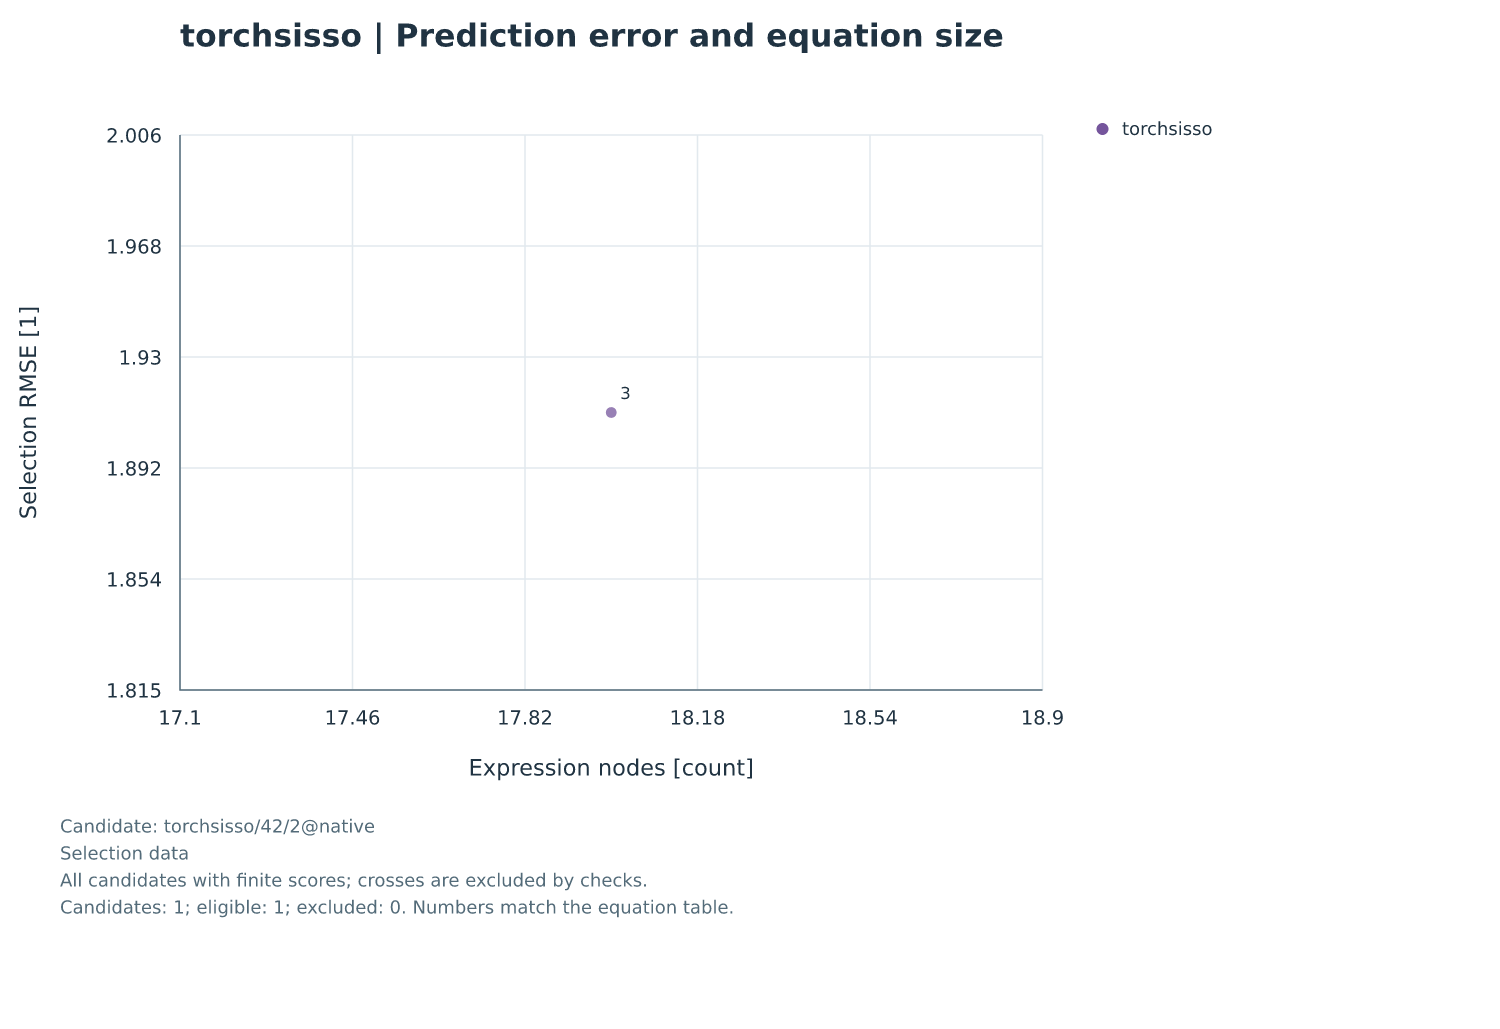 torchsisso | Prediction error and equation size
torchsisso
2.006
1.968
1.93
1.892
1.854
1.815
Selection RMSE [1]
3
17.1 17.46 17.82 18.18 18.54 18.9
Expression nodes [count]
Candidate: torchsisso/42/2@native
Selection data
All candidates with finite scores; crosses are excluded by checks.
Candidates: 1; eligible: 1; excluded: 0. Numbers match the equation table.